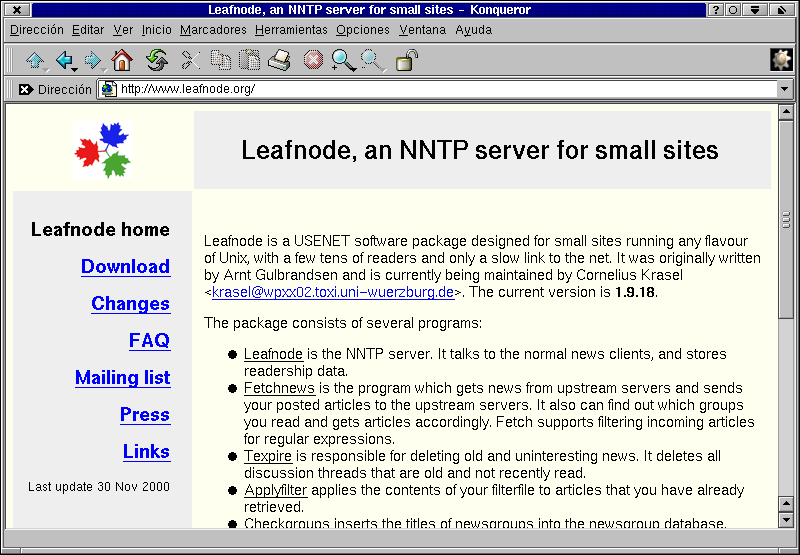 Leafnode, an NNTP server for small sites - Konqueror
Dirección Editar Ver Inicio Marcadores Herramientas Opciones Ventana Ayuda
Dirección http://www.leafnode.org/
Leafnode, an NNTP server for small sites
Leafnode home
Download
Changes
FAQ
Mailing list
Press
Links
Last update 30 Nov 2000
Leafnode is a USENET software package designed for small sites running any flavour
of Unix, with a few tens of readers and only a slow link to the net. It was originally written
by Arnt Gulbrandsen and is currently being maintained by Cornelius Krasel
<krasel@wpxx02.toxi.uni-wuerzburg.de>. The current version is 1.9.18.
The package consists of several programs:
● Leafnode is the NNTP server. It talks to the normal news clients, and stores
readership data.
● Fetchnews is the program which gets news from upstream servers and sends
your posted articles to the upstream servers. It also can find out which groups
you read and gets articles accordingly. Fetch supports filtering incoming articles
for regular expressions.
● Texpire is responsible for deleting old and uninteresting news. It deletes all
discussion threads that are old and not recently read.
● Applyfilter applies the contents of your filterfile to articles that you have already
retrieved.
● Checkgroups inserts the titles of newsgroups into the newsgroup database.